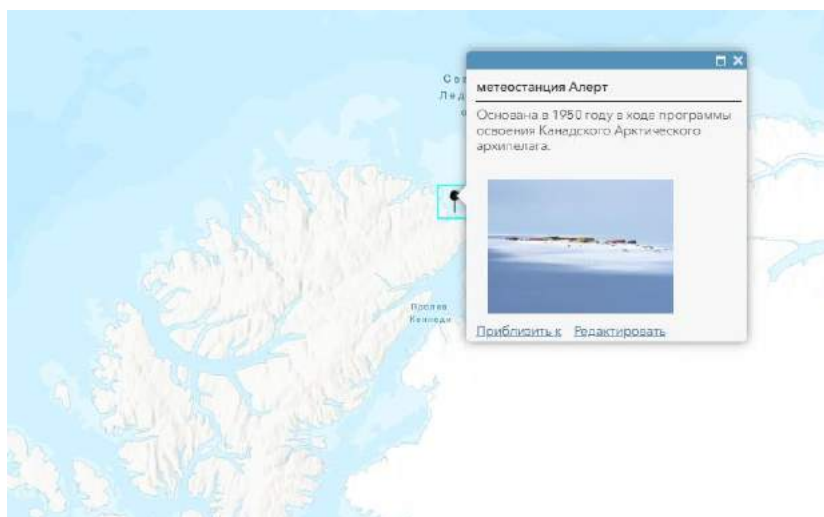 метеостанция Алерт
Основана в 1950 году в ходе программы
освоения Канадского Арктического
архипелага.
Пролив
Кеннеди
Приблизить к Редактировать